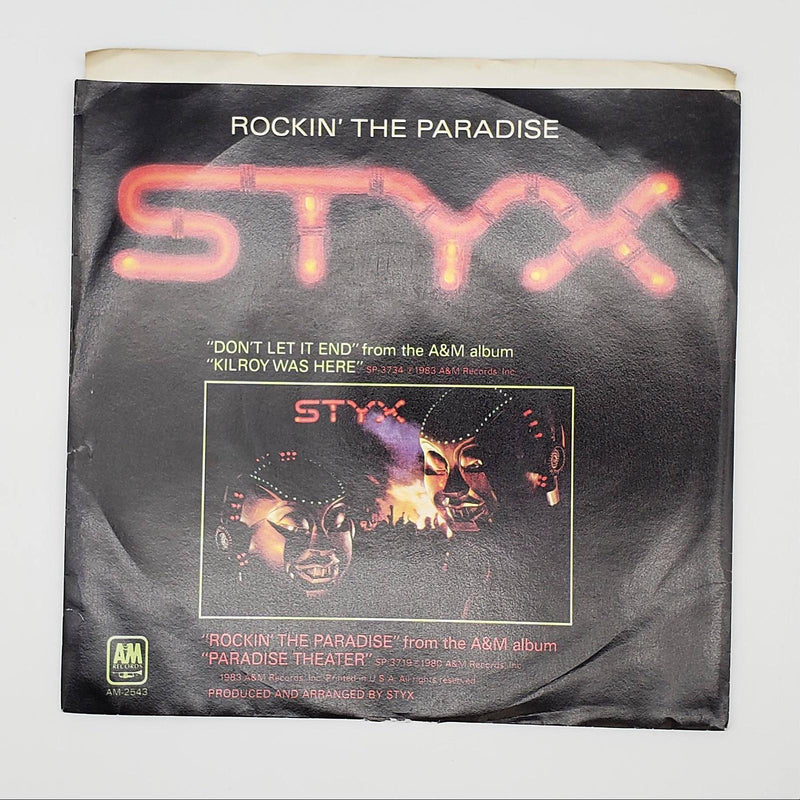 ROCKIN' THE PARADISE
STYX
"DON'T LET IT END" from the A&M album
"KILROY WAS HERE" SP-3734 ℗1983 A&M Records, Inc.
STYX
"ROCKIN' THE PARADISE" from the A&M album
"PARADISE THEATER" SP 3719 ℗1980 A&M Records, Inc.
1983 A&M Records, Inc. Printed in U.S.A. All rights reserved
PRODUCED AND ARRANGED BY STYX
AM
RECORDS
AM-2543